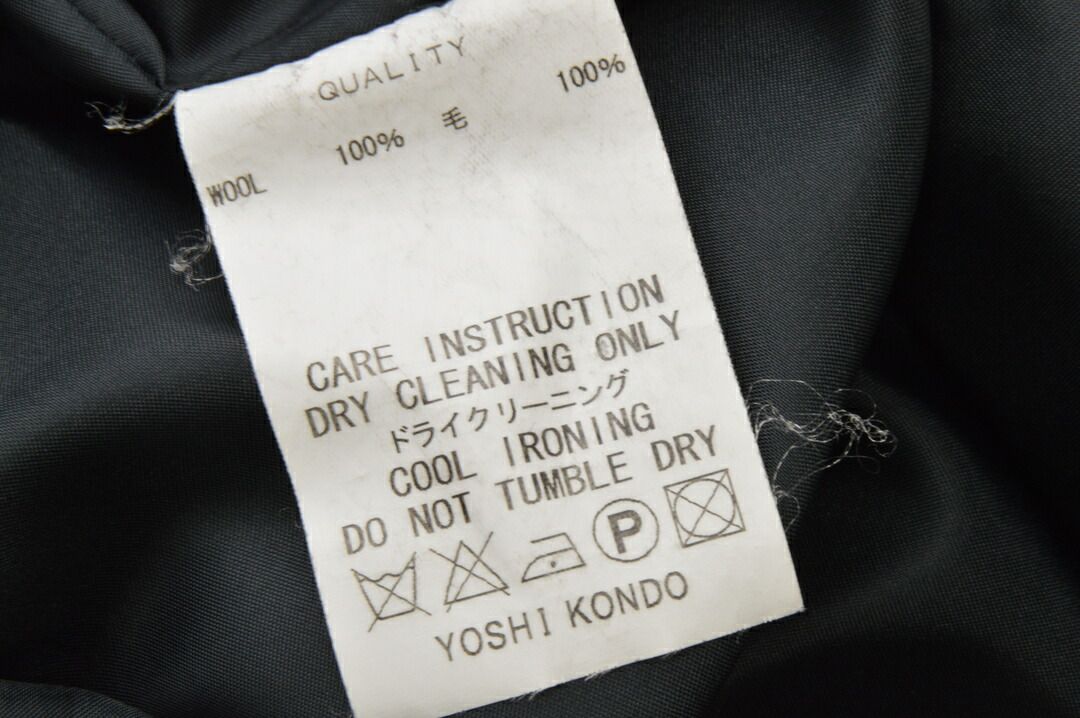 QUALITY
WOOL 100% 毛 100%
CARE INSTRUCTION
DRY CLEANING ONLY
ドライクリーニング
COOL IRONING
DO NOT TUMBLE DRY
P
YOSHI KONDO